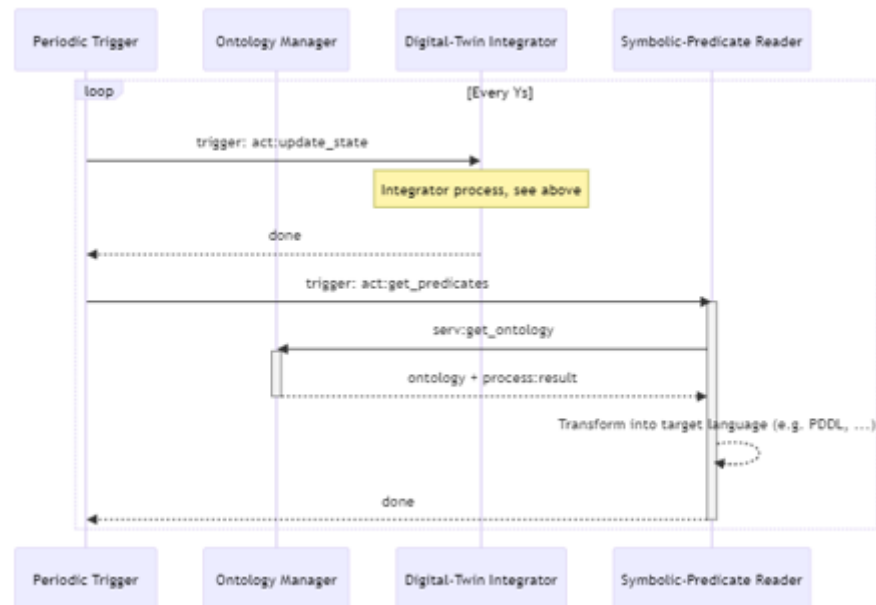 Periodic Trigger
Ontology Manager
Digital-Twin Integrator
Symbolic-Predicate Reader
loop
[Every Ys]
trigger: act:update_state
Integrator process, see above
done
trigger: act:get_predicates
serv:get_ontology
ontology + process:result
Transform into target language (e.g. PDDL, ...)
done
Periodic Trigger
Ontology Manager
Digital-Twin Integrator
Symbolic-Predicate Reader